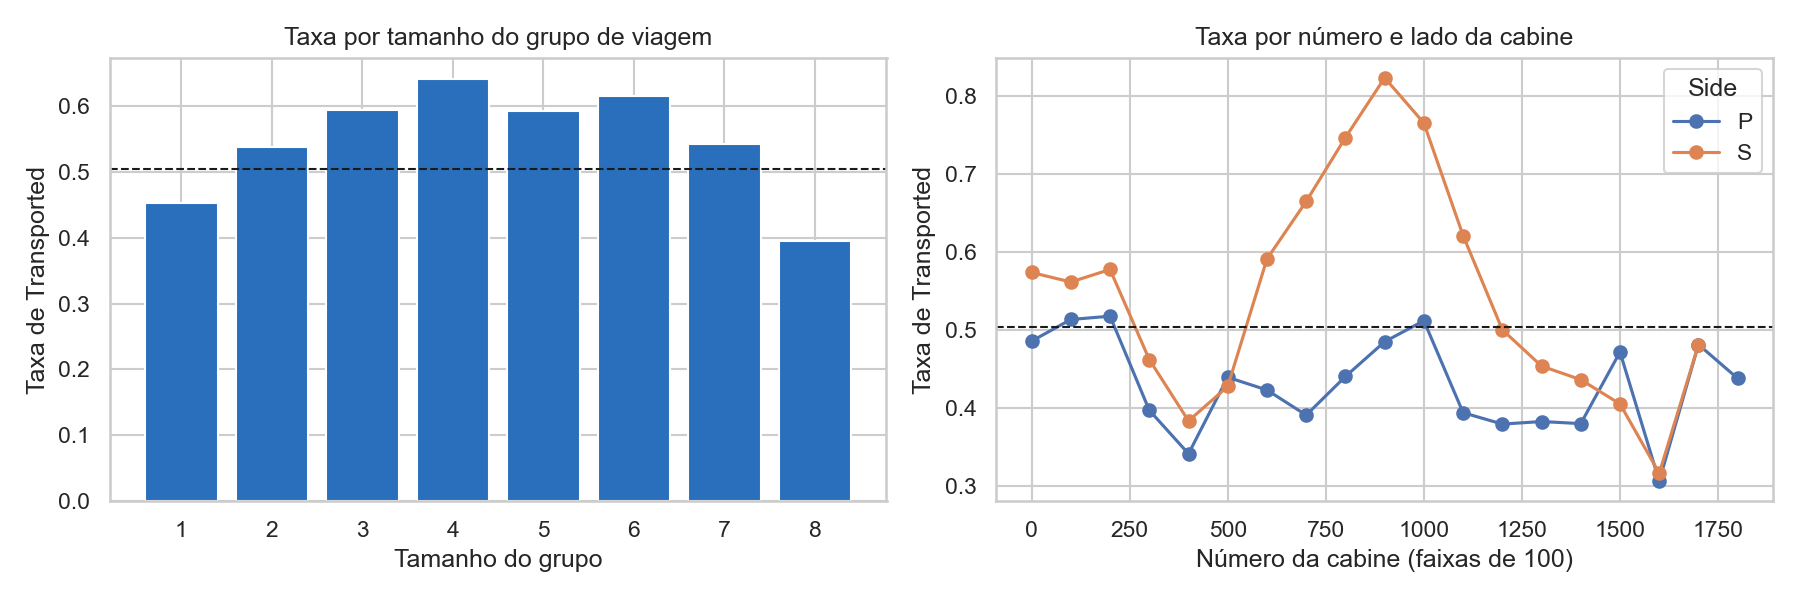 Taxa por tamanho do grupo de viagem
Taxa de Transported
0.6
0.5
0.4
0.3
0.2
0.1
0.0
1 2 3 4 5 6 7 8
Tamanho do grupo
Taxa por número e lado da cabine
Taxa de Transported
0.8
0.7
0.6
0.5
0.4
0.3
Side
P
S
0 250 500 750 1000 1250 1500 1750
Número da cabine (faixas de 100)